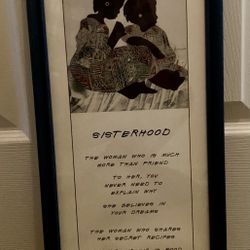 SISTERHOOD
THE WOMAN WHO IS MUCH
MORE THAN FRIEND
TO HER, YOU
NEVER NEED TO
EXPLAIN WHY
SHE BELIEVES IN
YOUR DREAMS
THE WOMAN WHO SHARES
HER SECRET RECIPES